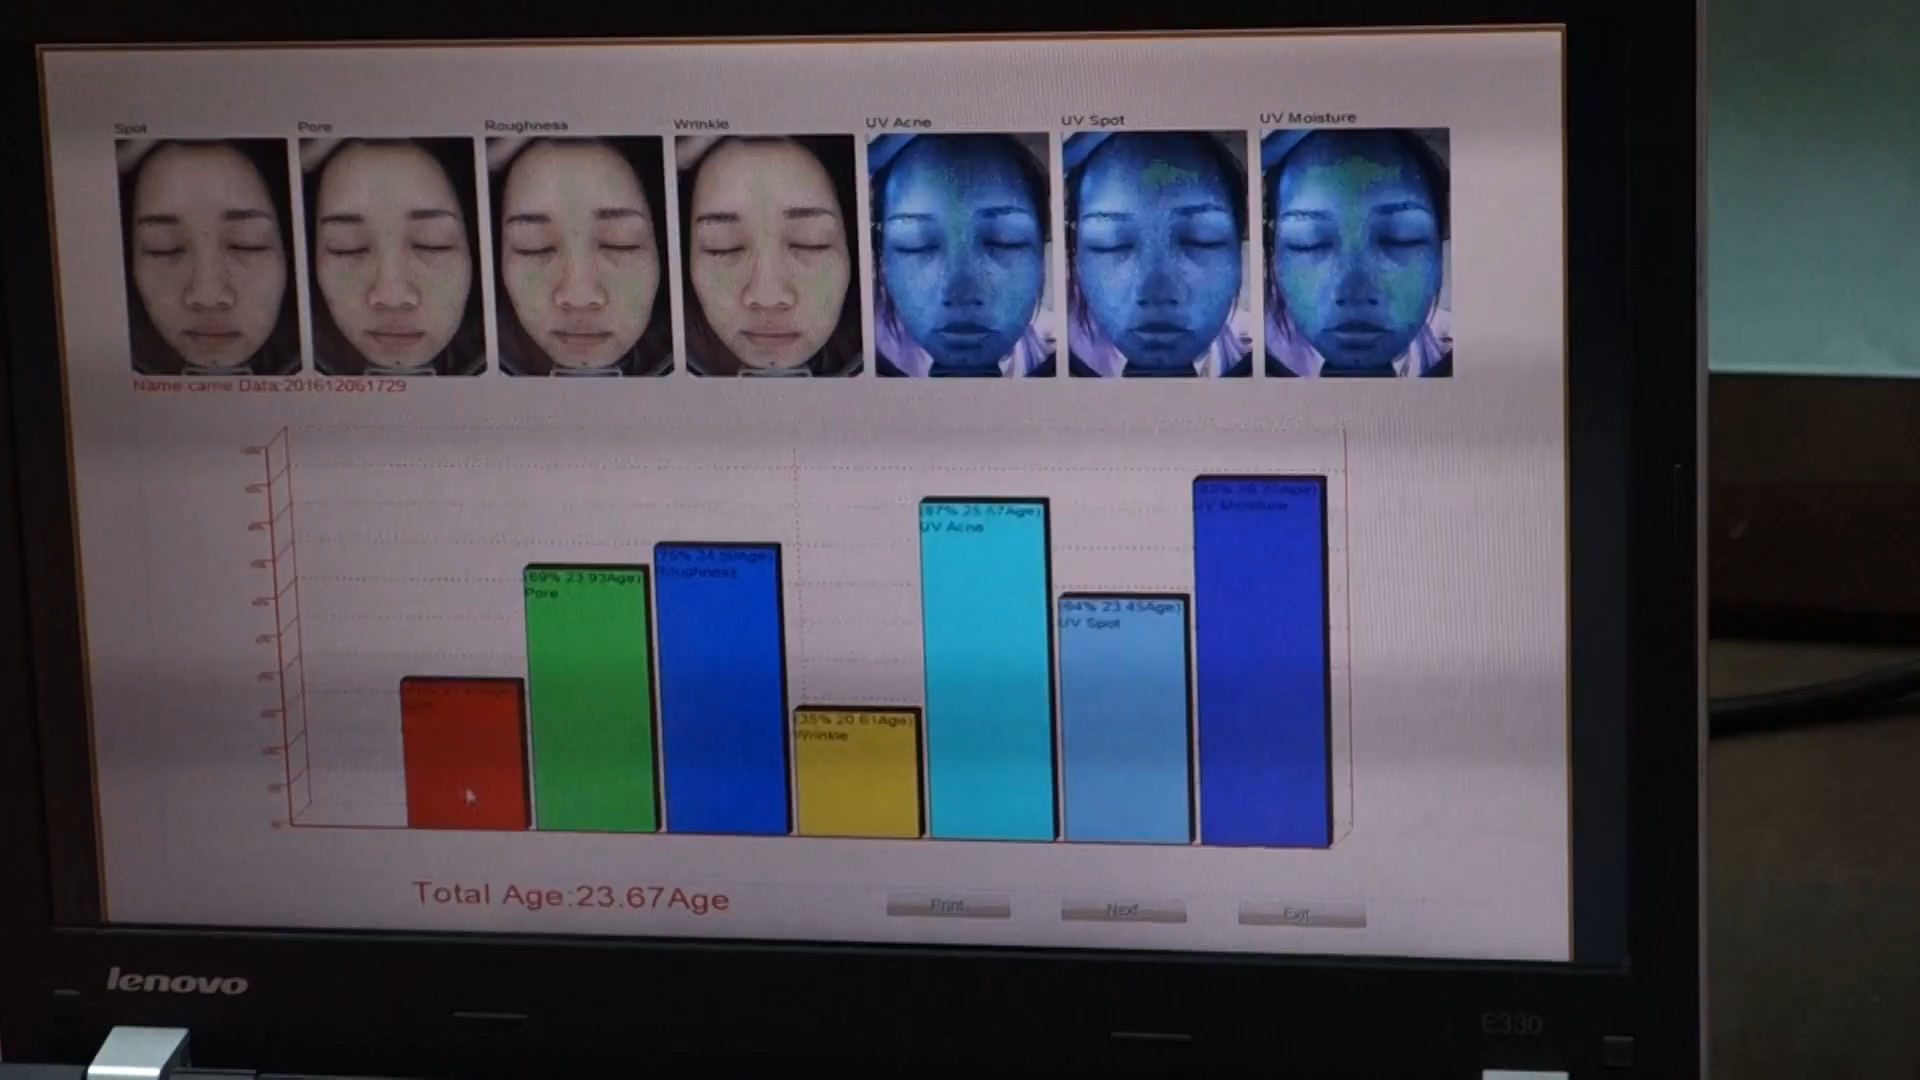 Spot
Pore
Roughness
Wrinkle
UV Acne
UV Spot
UV Moisture
Name came Data:201612061729
(69% 23.93Age)
Pore
Roughness
(35% 20.61Age)
Wrinkle
(87% 25.67Age)
UV Acne
(64% 23.45Age)
UV Spot
UV Moisture
Total Age:23.67Age
Print
Next
Exit
lenovo
E330